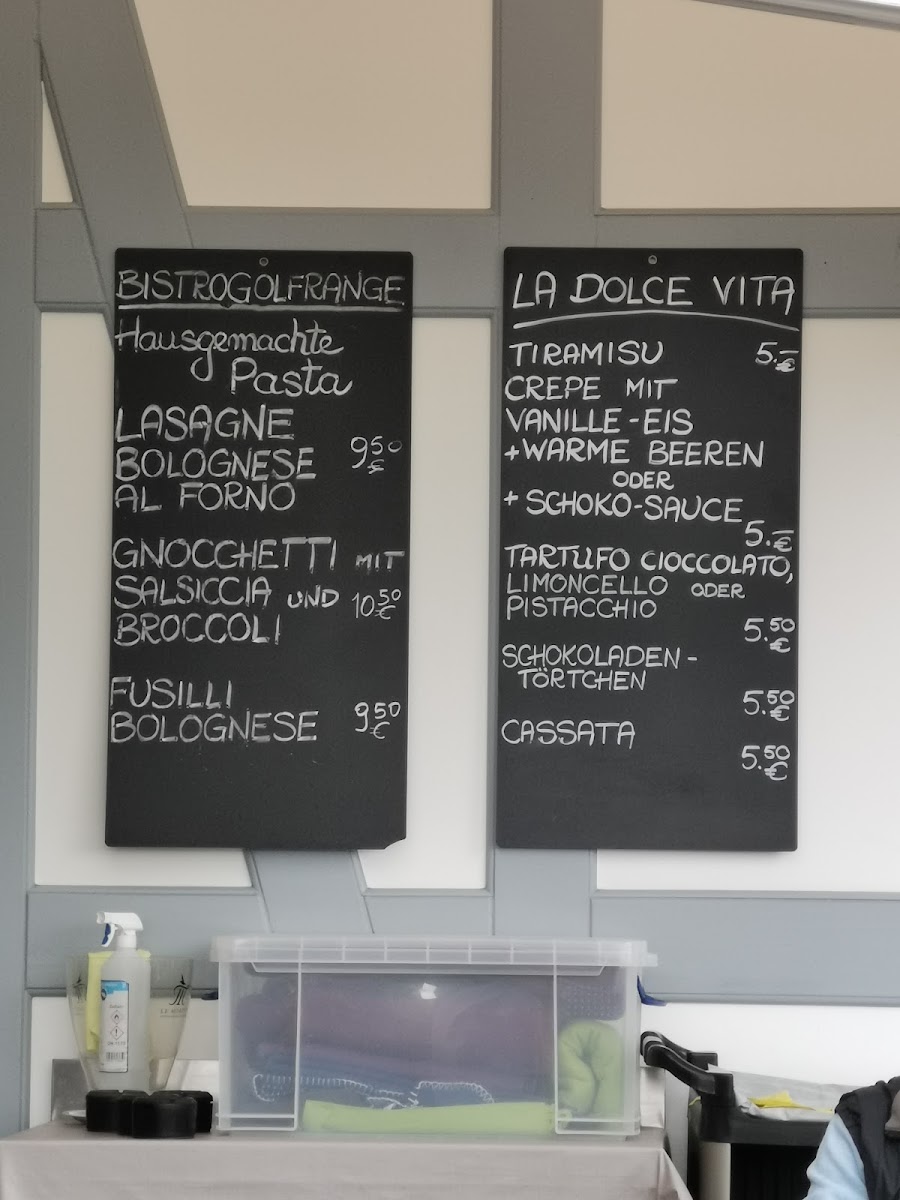 BISTROGOLFRANGE
Hausgemachte
Pasta
LASAGNE
BOLOGNESE 9.50 €
AL FORNO
GNOCCHETTI MIT
SALSICCIA UND 10.50 €
BROCCOLI
FUSILLI
BOLOGNESE 9.50 €
LA DOLCE VITA
TIRAMISU 5.- €
CREPE MIT
VANILLE-EIS
+WARME BEEREN
ODER
+ SCHOKO-SAUCE
5.- €
TARTUFO CIOCCOLATO,
LIMONCELLO ODER
PISTACCHIO
5.50 €
SCHOKOLADEN-
TÖRTCHEN
5.50 €
CASSATA
5.50 €